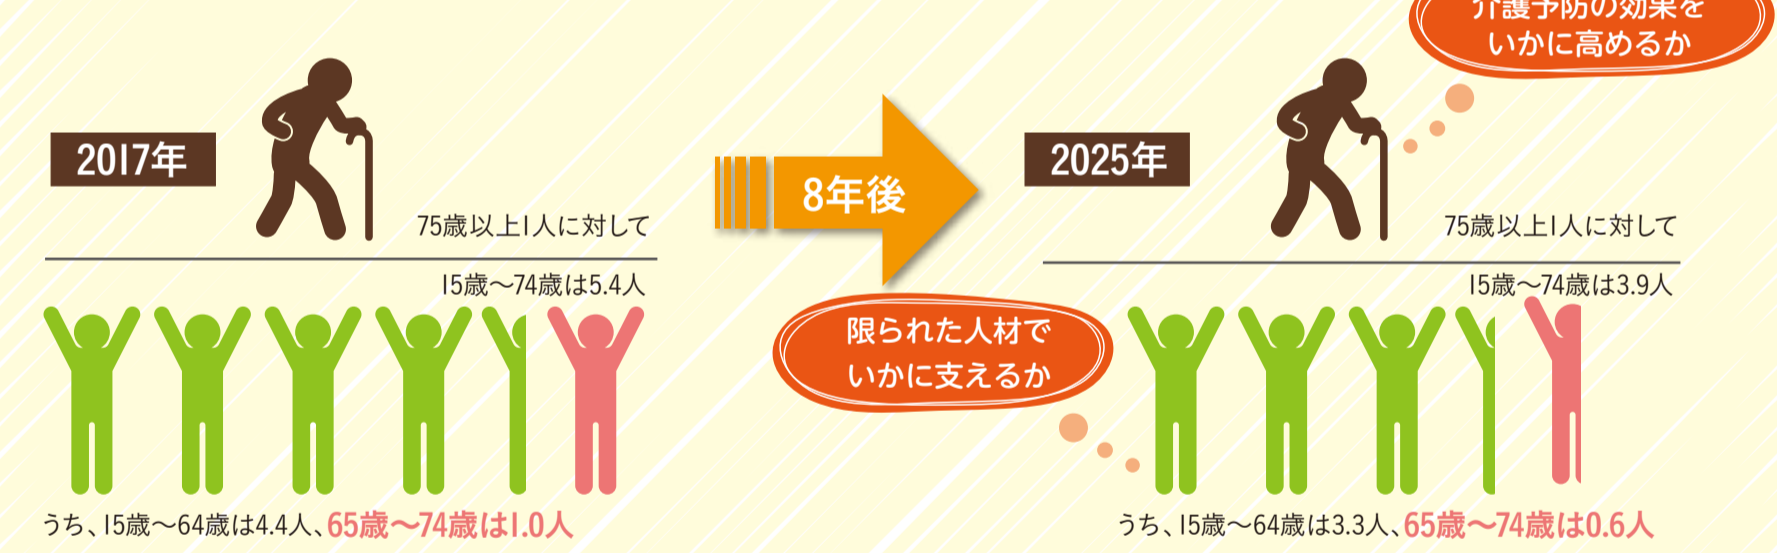 介護予防の効果を
いかに高めるか
2017年
75歳以上1人に対して
15歳〜74歳は5.4人
うち、15歳〜64歳は4.4人、65歳〜74歳は1.0人
8年後
限られた人材で
いかに支えるか
2025年
75歳以上1人に対して
15歳〜74歳は3.9人
うち、15歳〜64歳は3.3人、65歳〜74歳は0.6人